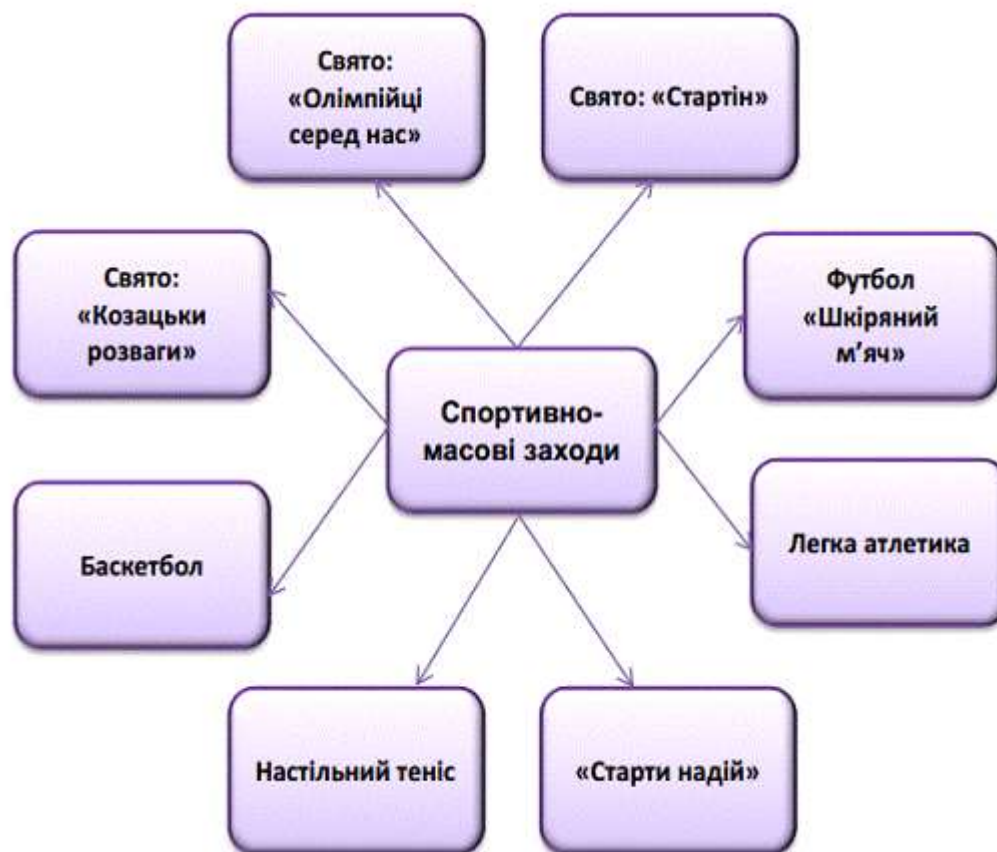 Свято:
«Олімпійці
серед нас»
Свято: «Стартін»
Свято:
«Козацьки
розваги»
Футбол
«Шкіряний
м’яч»
Спортивно-
масові заходи
Баскетбол
Легка атлетика
Настільний теніс
«Старти надій»